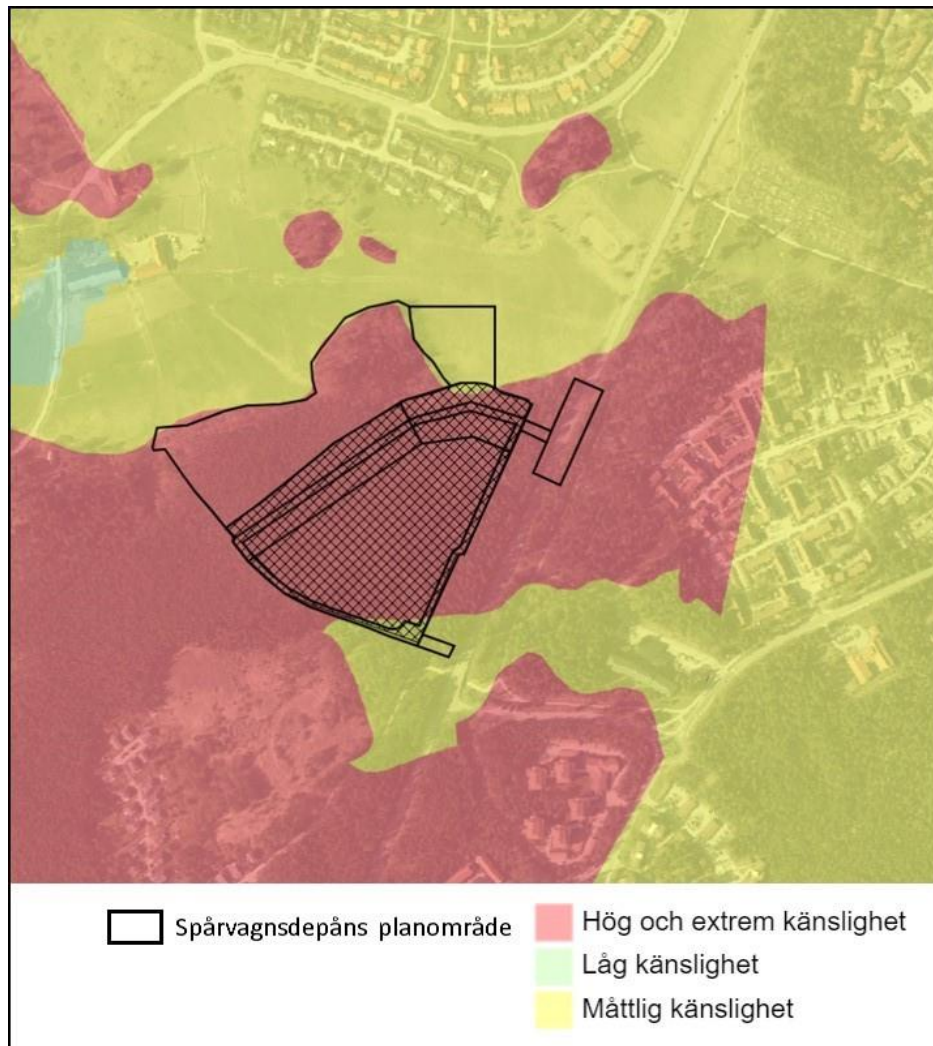 Spårvagnsdepåns planområde
Hög och extrem känslighet
Låg känslighet
Måttlig känslighet